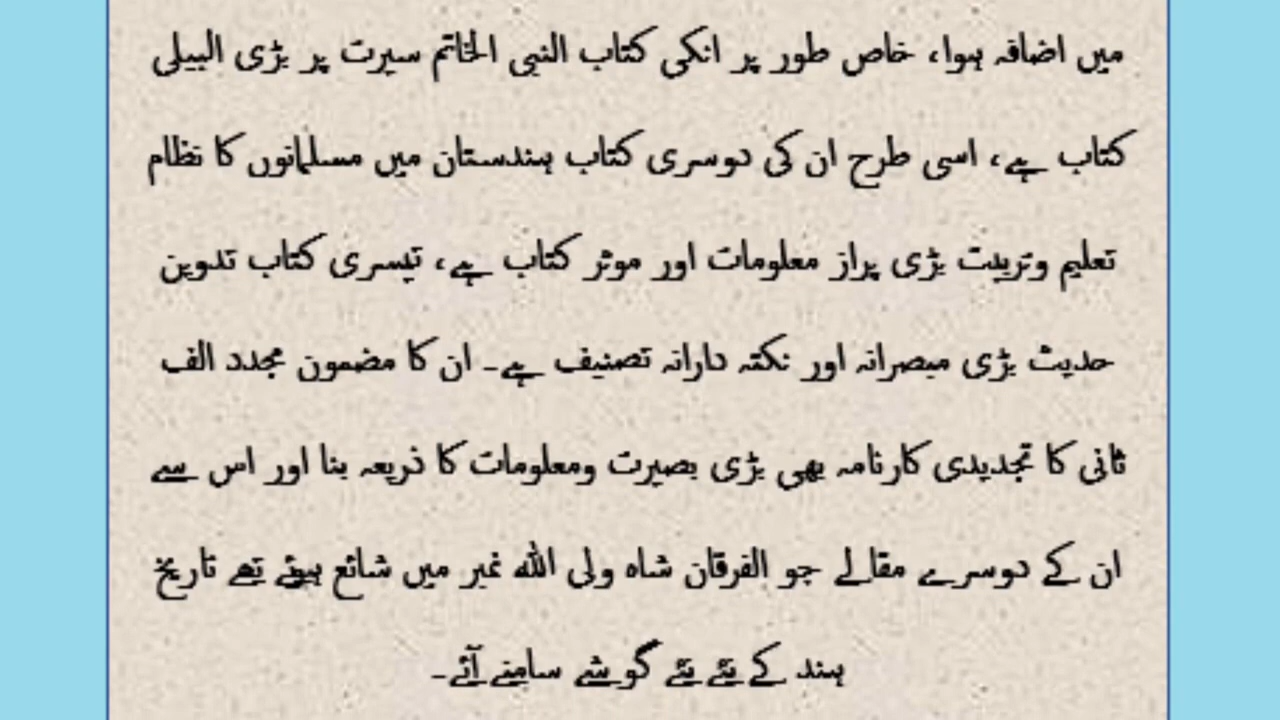 میں اضافہ ہوا، خاص طور پر انکی کتاب النبی الخاتم سیرت پر بڑی البیلی
کتاب ہے، اسی طرح ان کی دوسری کتاب ہندستان میں مسلمانوں کا نظام
تعلیم وتربیت بڑی پراز معلومات اور موثر کتاب ہے، تیسری کتاب تدوین
حدیث بڑی مبصرانہ اور نکتہ دارانہ تصنیف ہے۔ ان کا مضمون مجدد الف
ثانی کا تجدیدی کارنامہ بھی بڑی بصیرت ومعلومات کا ذریعہ بنا اور اس سے
ان کے دوسرے مقالے جو الفرقان شاہ ولی اللہ نمبر میں شائع ہوئے تھے تاریخ
ہند کے نئے نئے گوشے سامنے آئے۔